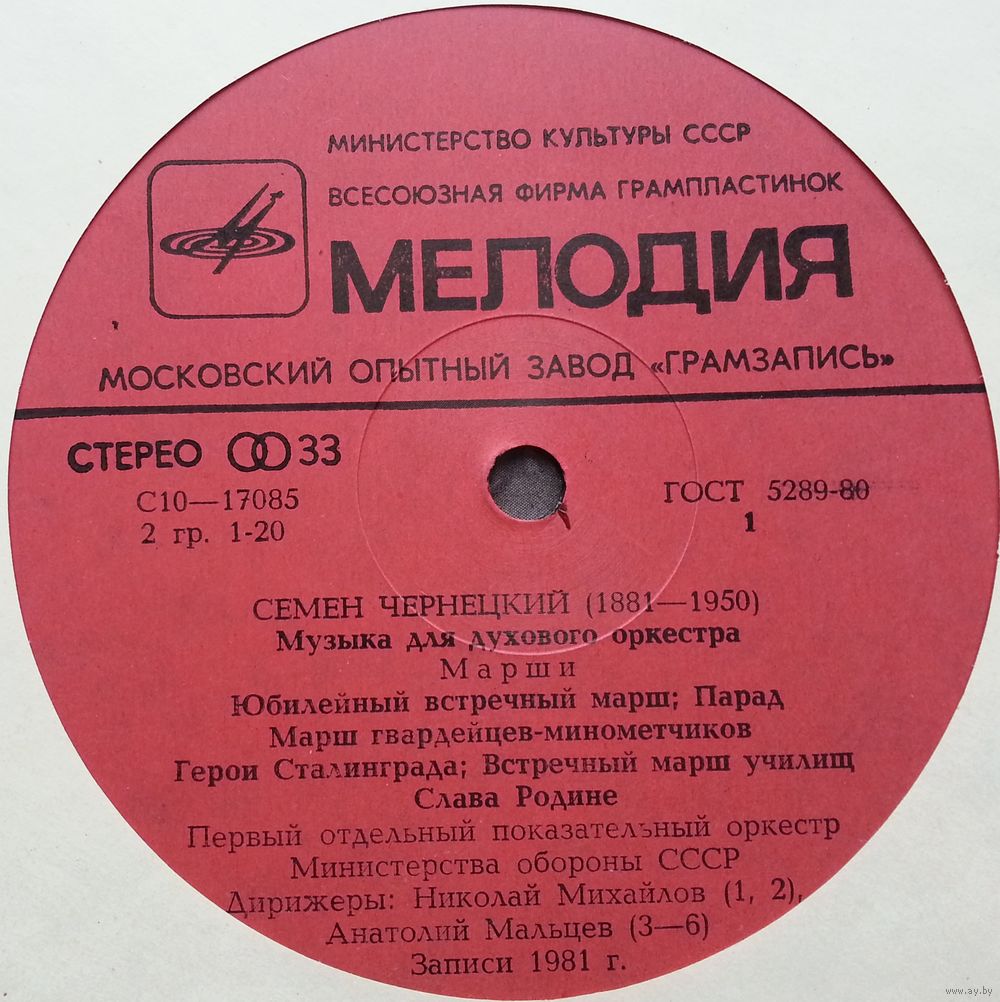 МИНИСТЕРСТВО КУЛЬТУРЫ СССР
ВСЕСОЮЗНАЯ ФИРМА ГРАМПЛАСТИНОК
МЕЛОДИЯ
МОСКОВСКИЙ ОПЫТНЫЙ ЗАВОД «ГРАМЗАПИСЬ»
СТЕРЕО 33
С10—17085
2 гр. 1-20
ГОСТ 5289-80
1
СЕМЕН ЧЕРНЕЦКИЙ (1881—1950)
Музыка для духового оркестра
Марши
Юбилейный встречный марш; Парад
Марш гвардейцев-минометчиков
Герои Сталинграда; Встречный марш училищ
Слава Родине
Первый отдельный показательный оркестр
Министерства обороны СССР
Дирижеры: Николай Михайлов (1, 2),
Анатолий Мальцев (3—6)
Записи 1981 г.
www.ay.by